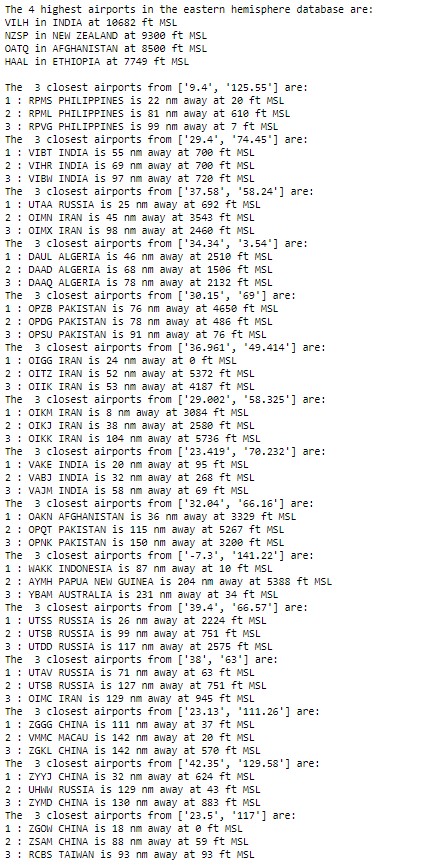 The 4 highest airports in the eastern hemisphere database are:
VILH in INDIA at 10682 ft MSL
NZSP in NEW ZEALAND at 9300 ft MSL
OATQ in AFGHANISTAN at 8500 ft MSL
HAAL in ETHIOPIA at 7749 ft MSL

The  3 closest airports from ['9.4', '125.55'] are:
1 : RPMS PHILIPPINES is 22 nm away at 20 ft MSL
2 : RPML PHILIPPINES is 81 nm away at 610 ft MSL
3 : RPVG PHILIPPINES is 99 nm away at 7 ft MSL
The  3 closest airports from ['29.4', '74.45'] are:
1 : VIBT INDIA is 55 nm away at 700 ft MSL
2 : VIHR INDIA is 69 nm away at 700 ft MSL
3 : VIBW INDIA is 97 nm away at 720 ft MSL
The  3 closest airports from ['37.58', '58.24'] are:
1 : UTAA RUSSIA is 25 nm away at 692 ft MSL
2 : OIMN IRAN is 45 nm away at 3543 ft MSL
3 : OIMX IRAN is 98 nm away at 2460 ft MSL
The  3 closest airports from ['34.34', '3.54'] are:
1 : DAUL ALGERIA is 46 nm away at 2510 ft MSL
2 : DAAD ALGERIA is 68 nm away at 1506 ft MSL
3 : DAAQ ALGERIA is 78 nm away at 2132 ft MSL
The  3 closest airports from ['30.15', '69'] are:
1 : OPZB PAKISTAN is 76 nm away at 4650 ft MSL
2 : OPDG PAKISTAN is 78 nm away at 486 ft MSL
3 : OPSU PAKISTAN is 91 nm away at 76 ft MSL
The  3 closest airports from ['36.961', '49.414'] are:
1 : OIGG IRAN is 24 nm away at 0 ft MSL
2 : OITZ IRAN is 52 nm away at 5372 ft MSL
3 : OIIK IRAN is 53 nm away at 4187 ft MSL
The  3 closest airports from ['29.002', '58.325'] are:
1 : OIKM IRAN is 8 nm away at 3084 ft MSL
2 : OIKJ IRAN is 38 nm away at 2580 ft MSL
3 : OIKK IRAN is 104 nm away at 5736 ft MSL
The  3 closest airports from ['23.419', '70.232'] are:
1 : VAKE INDIA is 20 nm away at 95 ft MSL
2 : VABJ INDIA is 32 nm away at 268 ft MSL
3 : VAJM INDIA is 58 nm away at 69 ft MSL
The  3 closest airports from ['32.04', '66.16'] are:
1 : OAKN AFGHANISTAN is 36 nm away at 3329 ft MSL
2 : OPQT PAKISTAN is 115 nm away at 5267 ft MSL
3 : OPNK PAKISTAN is 150 nm away at 3200 ft MSL
The  3 closest airports from ['-7.3', '141.22'] are:
1 : WAKK INDONESIA is 87 nm away at 10 ft MSL
2 : AYMH PAPUA NEW GUINEA is 204 nm away at 5388 ft MSL
3 : YBAM AUSTRALIA is 231 nm away at 34 ft MSL
The  3 closest airports from ['39.4', '66.57'] are:
1 : UTSS RUSSIA is 26 nm away at 2224 ft MSL
2 : UTSB RUSSIA is 99 nm away at 751 ft MSL
3 : UTDD RUSSIA is 117 nm away at 2575 ft MSL
The  3 closest airports from ['38', '63'] are:
1 : UTAV RUSSIA is 71 nm away at 63 ft MSL
2 : UTSB RUSSIA is 127 nm away at 751 ft MSL
3 : OIMC IRAN is 129 nm away at 945 ft MSL
The  3 closest airports from ['23.13', '111.26'] are:
1 : ZGGG CHINA is 111 nm away at 37 ft MSL
2 : VMMC MACAU is 142 nm away at 20 ft MSL
3 : ZGKL CHINA is 142 nm away at 570 ft MSL
The  3 closest airports from ['42.35', '129.58'] are:
1 : ZYYJ CHINA is 32 nm away at 624 ft MSL
2 : UHWW RUSSIA is 129 nm away at 43 ft MSL
3 : ZYMD CHINA is 130 nm away at 883 ft MSL
The  3 closest airports from ['23.5', '117'] are:
1 : ZGOW CHINA is 18 nm away at 0 ft MSL
2 : ZSAM CHINA is 88 nm away at 59 ft MSL
3 : RCBS TAIWAN is 93 nm away at 93 ft MSL